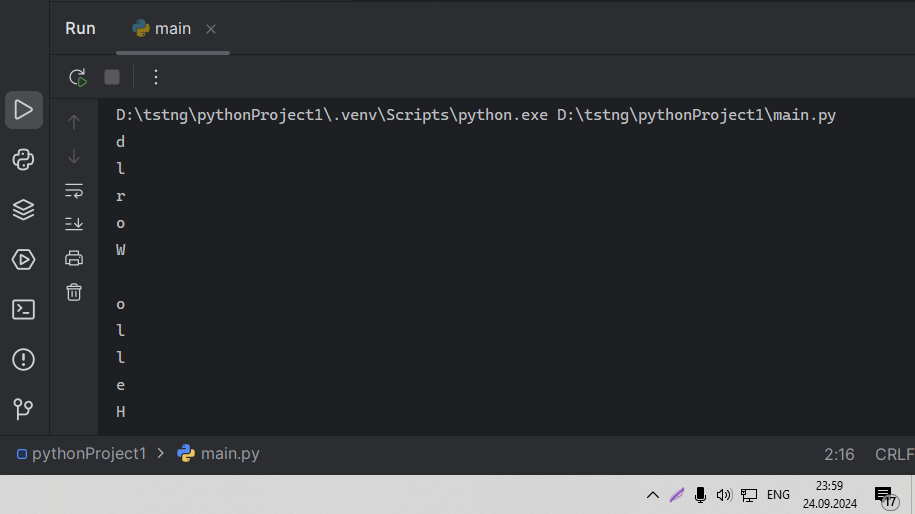 Run main
D:\tstng\pythonProject1\.venv\Scripts\python.exe D:\tstng\pythonProject1\main.py
d
l
r
o
W

o
l
l
e
H
pythonProject1 > main.py 2:16 CRLF
ENG 23:59
24.09.2024 17